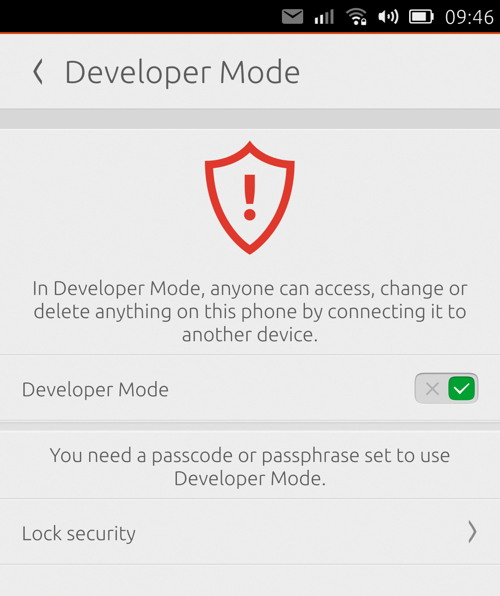 09:46
Developer Mode
In Developer Mode, anyone can access, change or
delete anything on this phone by connecting it to
another device.
Developer Mode
You need a passcode or passphrase set to use
Developer Mode.
Lock security